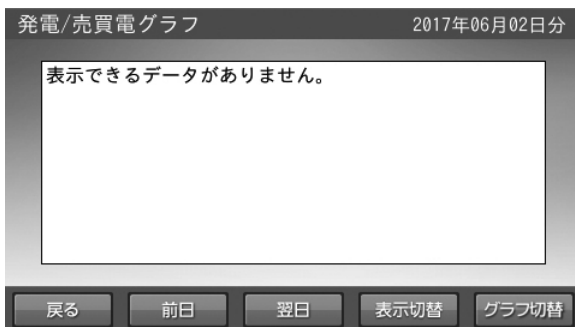 発電/売買電グラフ 2017年06月02日分
表示できるデータがありません。
戻る 前日 翌日 表示切替 グラフ切替